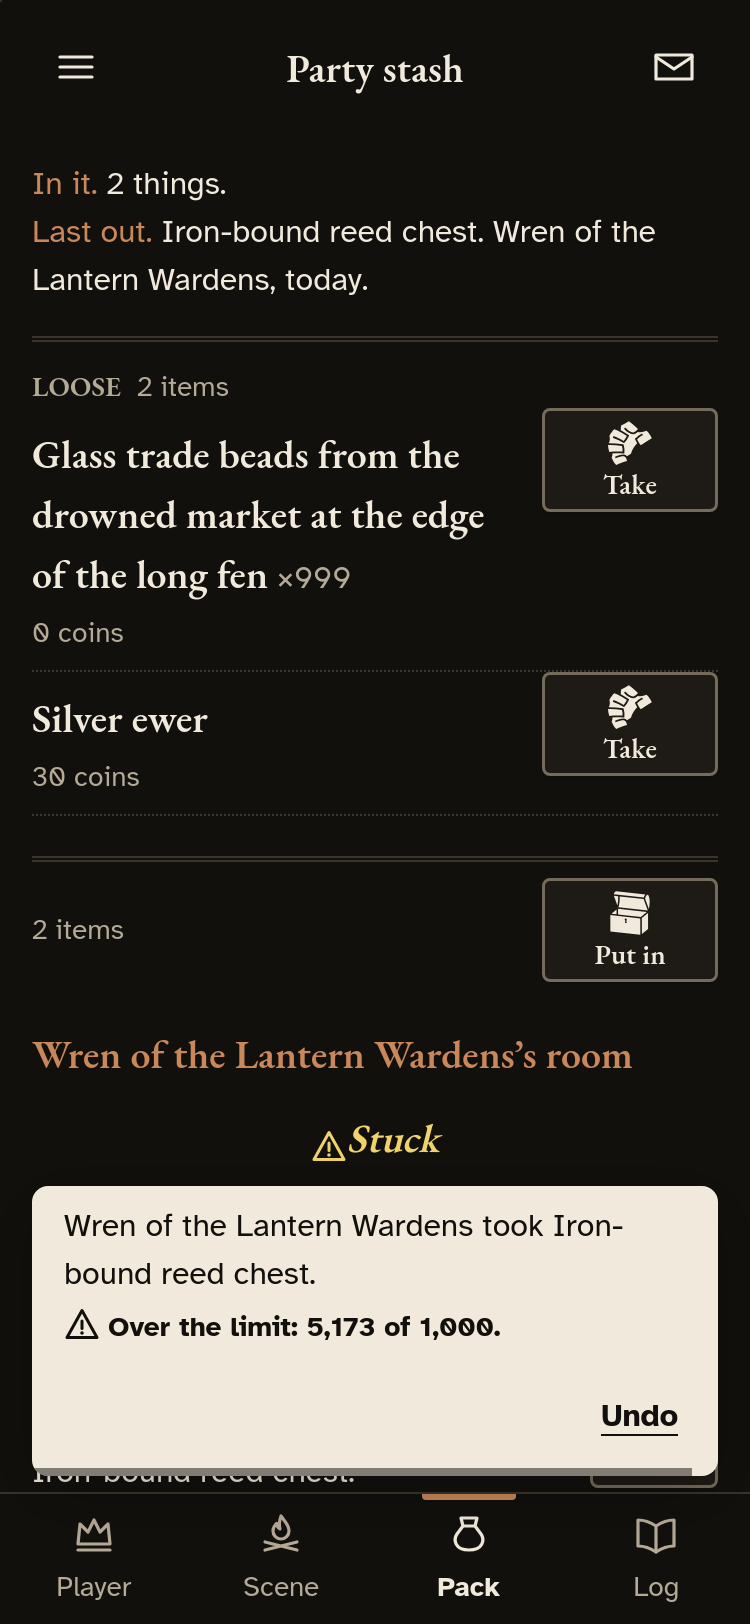 Party stash
In it. 2 things.
Last out. Iron-bound reed chest. Wren of the
Lantern Wardens, today.
LOOSE 2 items
Glass trade beads from the
drowned market at the edge
of the long fen ×999
0 coins
Take
Silver ewer
30 coins
Take
2 items
Put in
Wren of the Lantern Wardens’s room
Stuck
Wren of the Lantern Wardens took Iron-
bound reed chest.
Over the limit: 5,173 of 1,000.
Undo
Iron-bound reed chest.
Player
Scene
Pack
Log